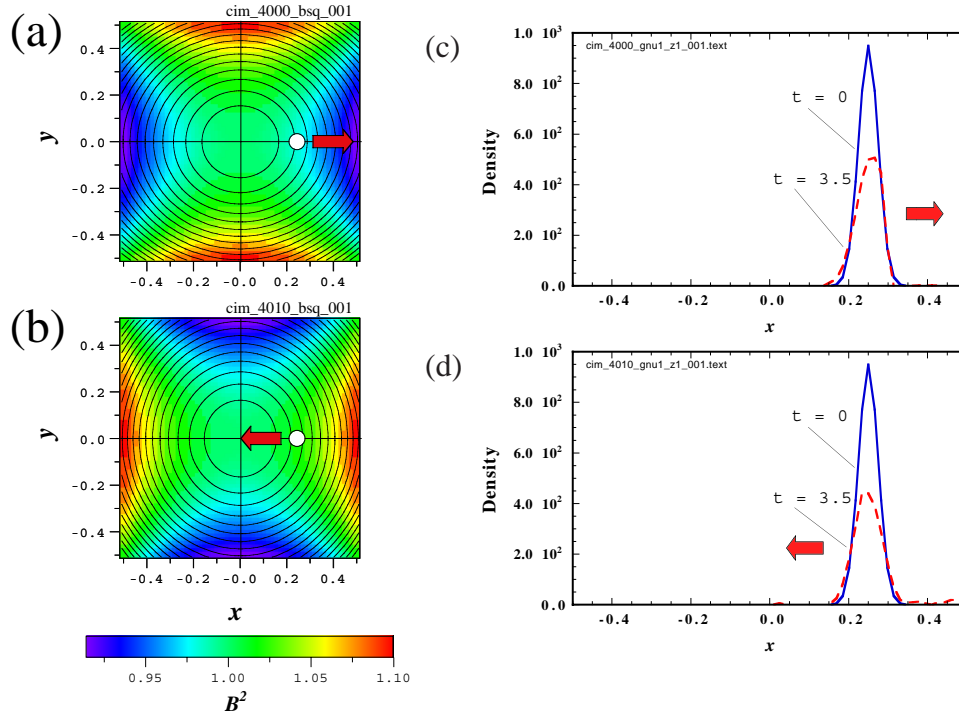 (a)
cim_4000_bsq_001
y
0.4
0.2
0.0
-0.2
-0.4
-0.4 -0.2 -0.0 0.2 0.4
(b)
cim_4010_bsq_001
y
0.4
0.2
0.0
-0.2
-0.4
-0.4 -0.2 -0.0 0.2 0.4
x
0.95 1.00 1.05 1.10
B²
(c)
cim_4000_gnu1_z1_001.text
Density
1.0 10³
8.0 10²
6.0 10²
4.0 10²
2.0 10²
0.0
t = 0
t = 3.5
-0.4 -0.2 0.0 0.2 0.4
x
(d)
cim_4010_gnu1_z1_001.text
Density
1.0 10³
8.0 10²
6.0 10²
4.0 10²
2.0 10²
0.0
t = 0
t = 3.5
-0.4 -0.2 0.0 0.2 0.4
x